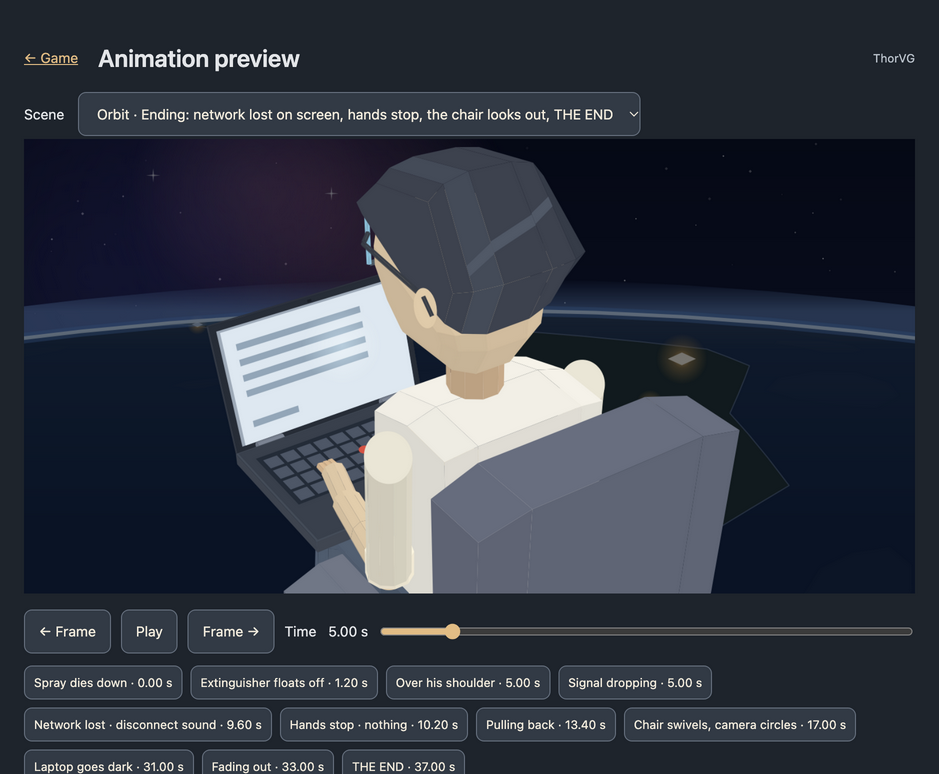 ← Game
Animation preview
ThorVG
Scene
Orbit · Ending: network lost on screen, hands stop, the chair looks out, THE END
← Frame
Play
Frame →
Time 5.00 s
Spray dies down · 0.00 s
Extinguisher floats off · 1.20 s
Over his shoulder · 5.00 s
Signal dropping · 5.00 s
Network lost · disconnect sound · 9.60 s
Hands stop · nothing · 10.20 s
Pulling back · 13.40 s
Chair swivels, camera circles · 17.00 s
Laptop goes dark · 31.00 s
Fading out · 33.00 s
THE END · 37.00 s